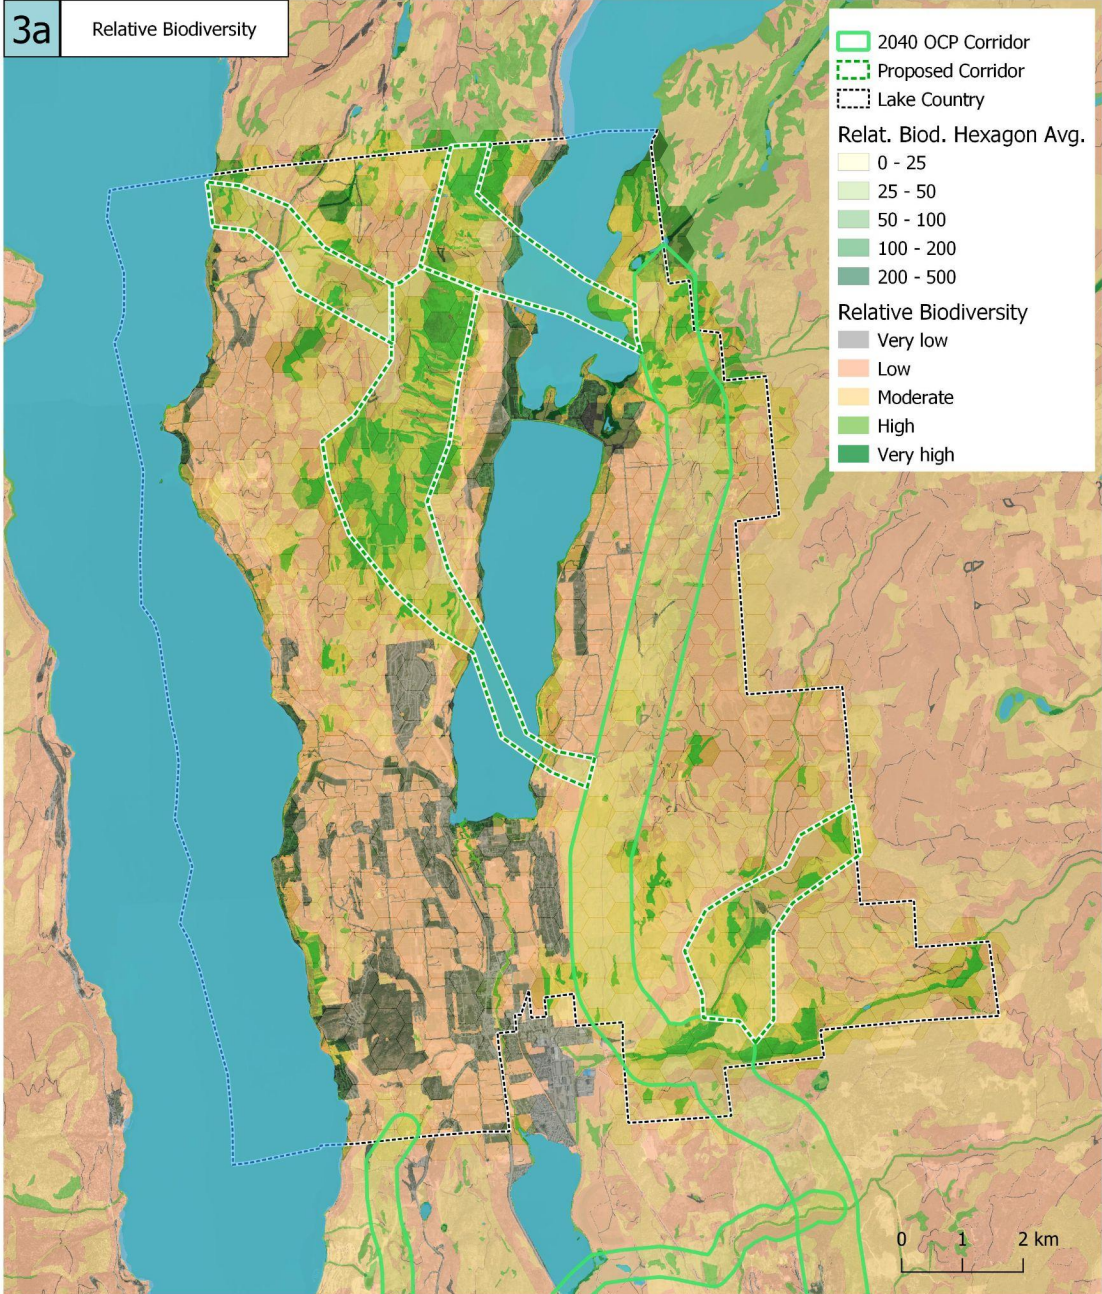 3a
Relative Biodiversity
2040 OCP Corridor
Proposed Corridor
Lake Country
Relat. Biod. Hexagon Avg.
0 - 25
25 - 50
50 - 100
100 - 200
200 - 500
Relative Biodiversity
Very low
Low
Moderate
High
Very high
0 1 2 km